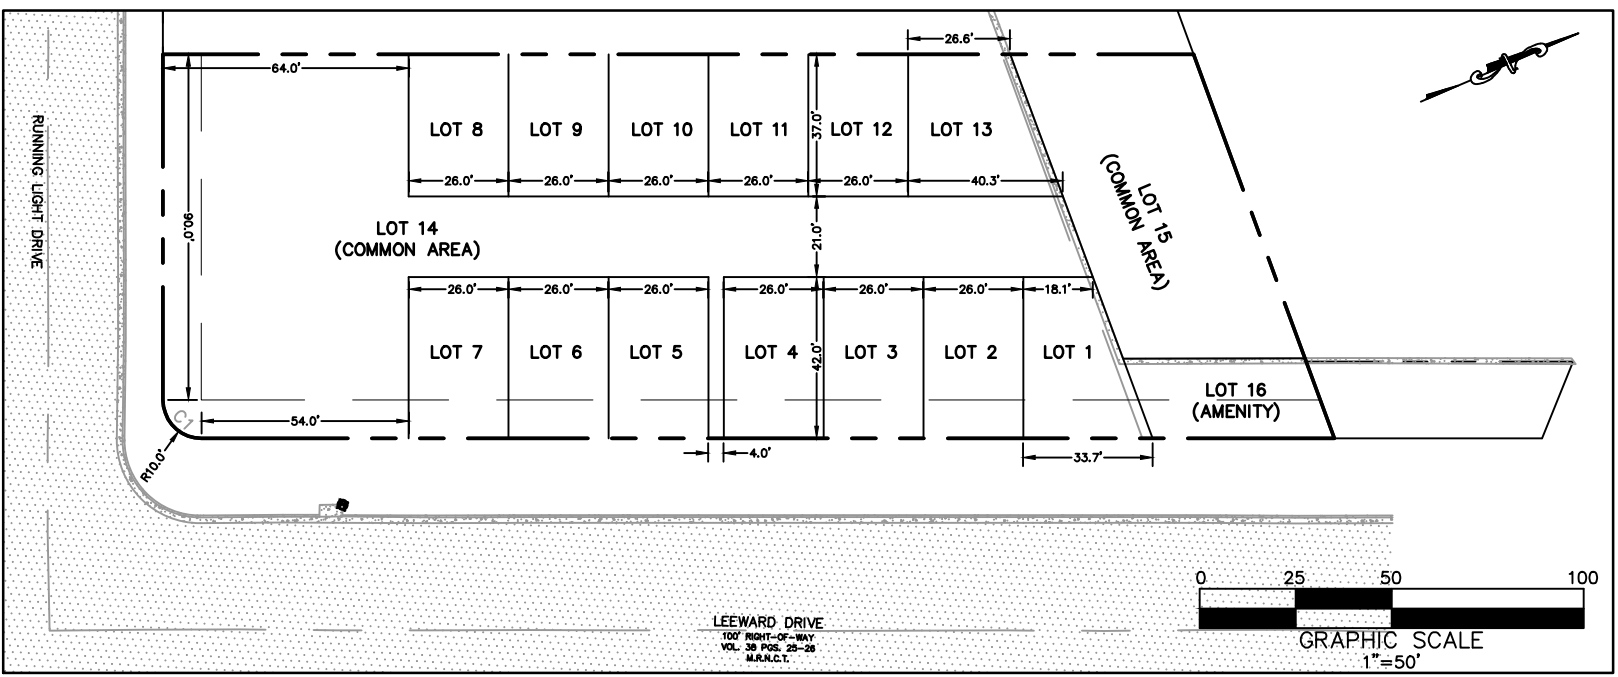 26.6'
64.0'
RUNNING LIGHT DRIVE
LOT 8
LOT 9
LOT 10
LOT 11
37.0'
LOT 12
LOT 13
26.0'
26.0'
26.0'
26.0'
26.0'
40.3'
90.0'
LOT 14
(COMMON AREA)
21.0'
LOT 15
(COMMON AREA)
26.0'
26.0'
26.0'
26.0'
26.0'
26.0'
18.1'
LOT 7
LOT 6
LOT 5
LOT 4
42.0'
LOT 3
LOT 2
LOT 1
LOT 16
(AMENITY)
C1
54.0'
R10.0'
4.0'
33.7'
0 25 50 100
GRAPHIC SCALE
1"=50'
LEEWARD DRIVE
100' RIGHT-OF-WAY
VOL. 38 PGS. 25-26
M.R.N.C.T.